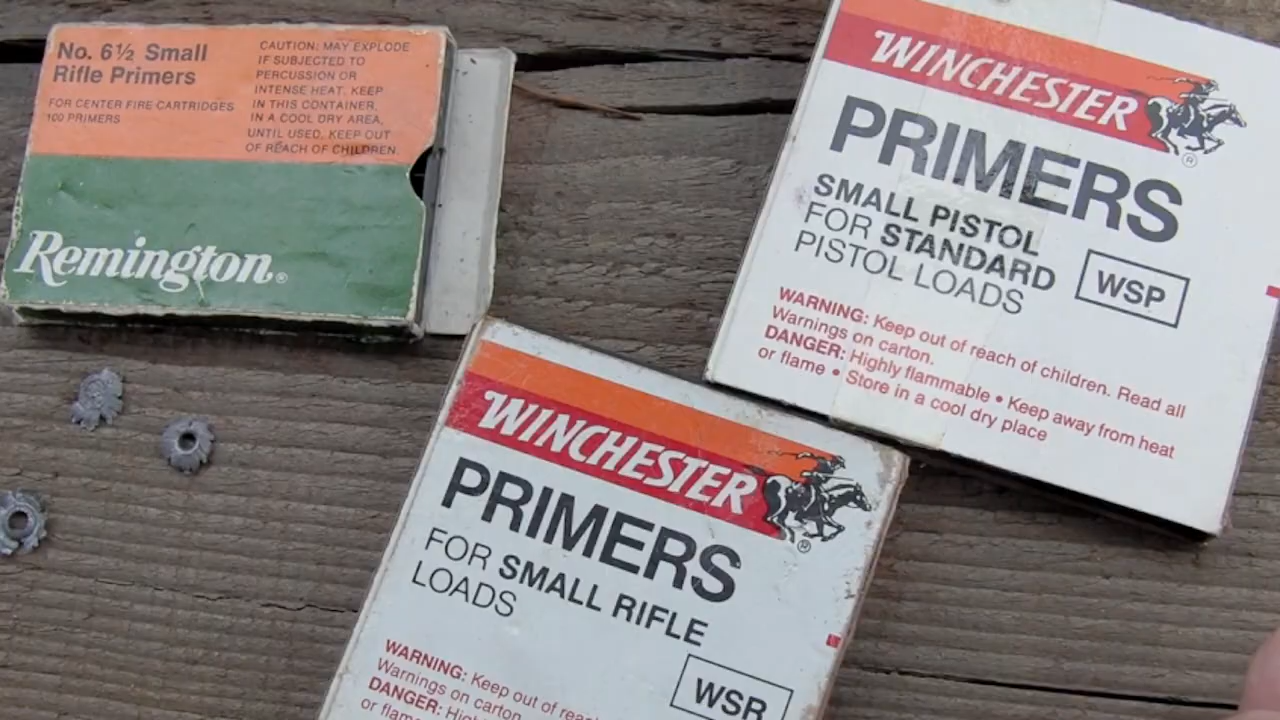 No. 6½ Small
Rifle Primers
FOR CENTER FIRE CARTRIDGES
100 PRIMERS
CAUTION: MAY EXPLODE
IF SUBJECTED TO
PERCUSSION OR
INTENSE HEAT. KEEP
IN THIS CONTAINER,
IN A COOL DRY AREA,
UNTIL USED. KEEP OUT
OF REACH OF CHILDREN.
Remington®
WINCHESTER
®
PRIMERS
SMALL PISTOL
FOR STANDARD
PISTOL LOADS
WSP
WARNING: Keep out of reach of children. Read all
Warnings on carton.
DANGER: Highly flammable • Keep away from heat
or flame • Store in a cool dry place
WINCHESTER
®
PRIMERS
FOR SMALL RIFLE
LOADS
WSR
WARNING: Keep out of
Warnings on carton.
DANGER:
or